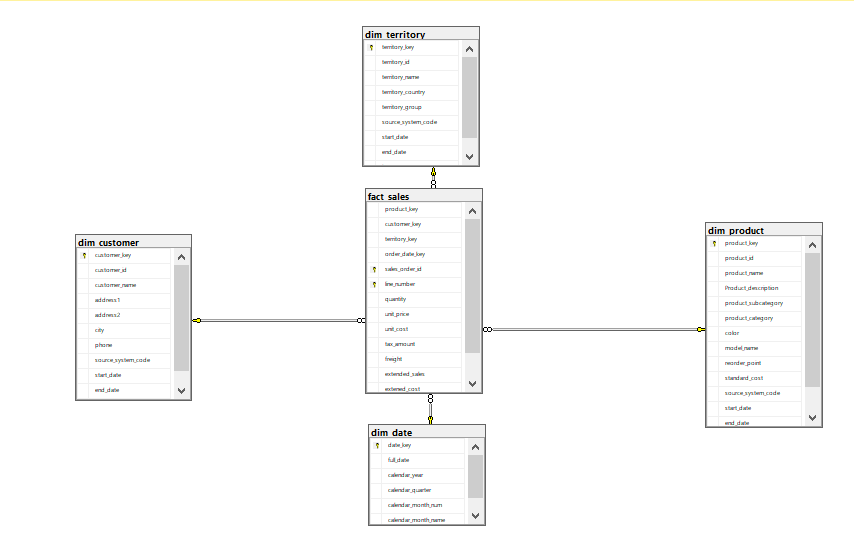 dim_territory
territory_key
territory_id
territory_name
territory_country
territory_group
source_system_code
start_date
end_date
fact_sales
product_key
customer_key
territory_key
order_date_key
sales_order_id
line_number
quantity
unit_price
unit_cost
tax_amount
freight
extended_sales
extened_cost
dim_customer
customer_key
customer_id
customer_name
address1
address2
city
phone
source_system_code
start_date
end_date
dim_product
product_key
product_id
product_name
Product_description
product_subcategory
product_category
color
model_name
reorder_point
standard_cost
source_system_code
start_date
end_date
dim_date
date_key
full_date
calendar_year
calendar_quarter
calendar_month_num
calendar_month_name